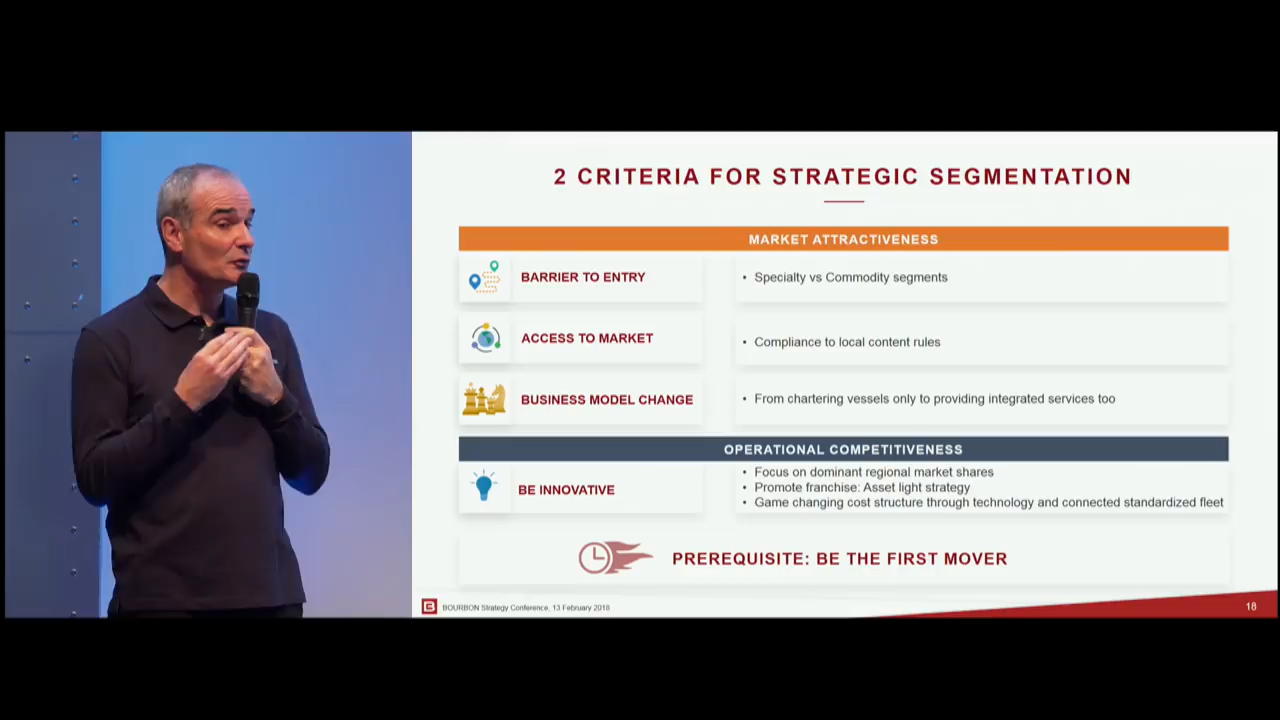 2 CRITERIA FOR STRATEGIC SEGMENTATION
MARKET ATTRACTIVENESS
BARRIER TO ENTRY
• Specialty vs Commodity segments
ACCESS TO MARKET
• Compliance to local content rules
BUSINESS MODEL CHANGE
• From chartering vessels only to providing integrated services too
OPERATIONAL COMPETITIVENESS
BE INNOVATIVE
• Focus on dominant regional market shares
• Promote franchise: Asset light strategy
• Game changing cost structure through technology and connected standardized fleet
PREREQUISITE: BE THE FIRST MOVER
BOURBON Strategy Conference, 13 February 2018
18